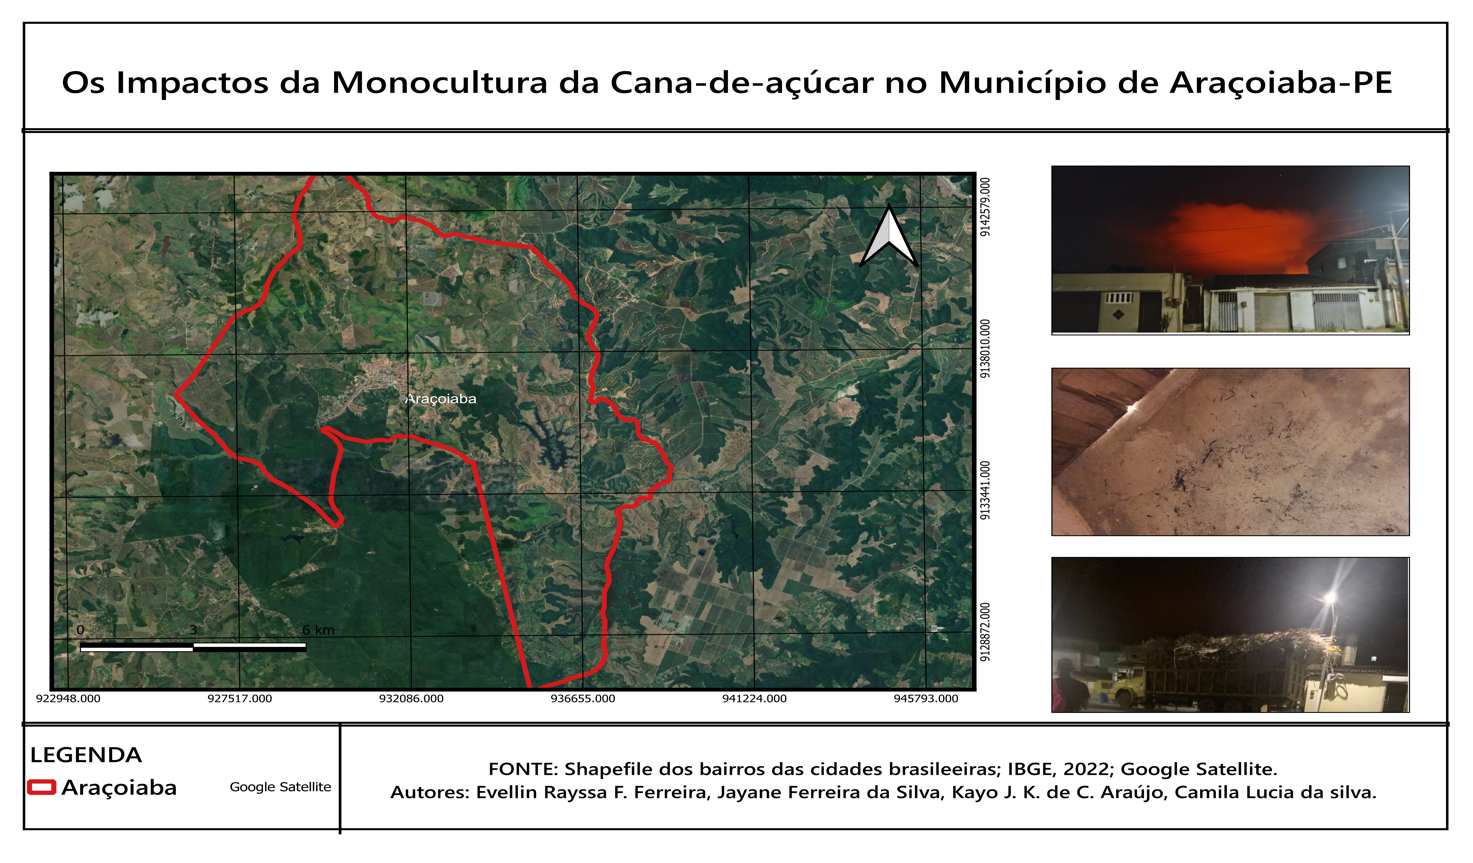 Os Impactos da Monocultura da Cana-de-açúcar no Município de Araçoiaba-PE
9142579.000
9138010.000
Araçoiaba
9133441.000
9128872.000
0 3 6 km
922948.000 927517.000 932086.000 936655.000 941224.000 945793.000
LEGENDA
Araçoiaba
Google Satellite
FONTE: Shapefile dos bairros das cidades brasileeiras; IBGE, 2022; Google Satellite.
Autores: Evellin Rayssa F. Ferreira, Jayane Ferreira da Silva, Kayo J. K. de C. Araújo, Camila Lucia da silva.